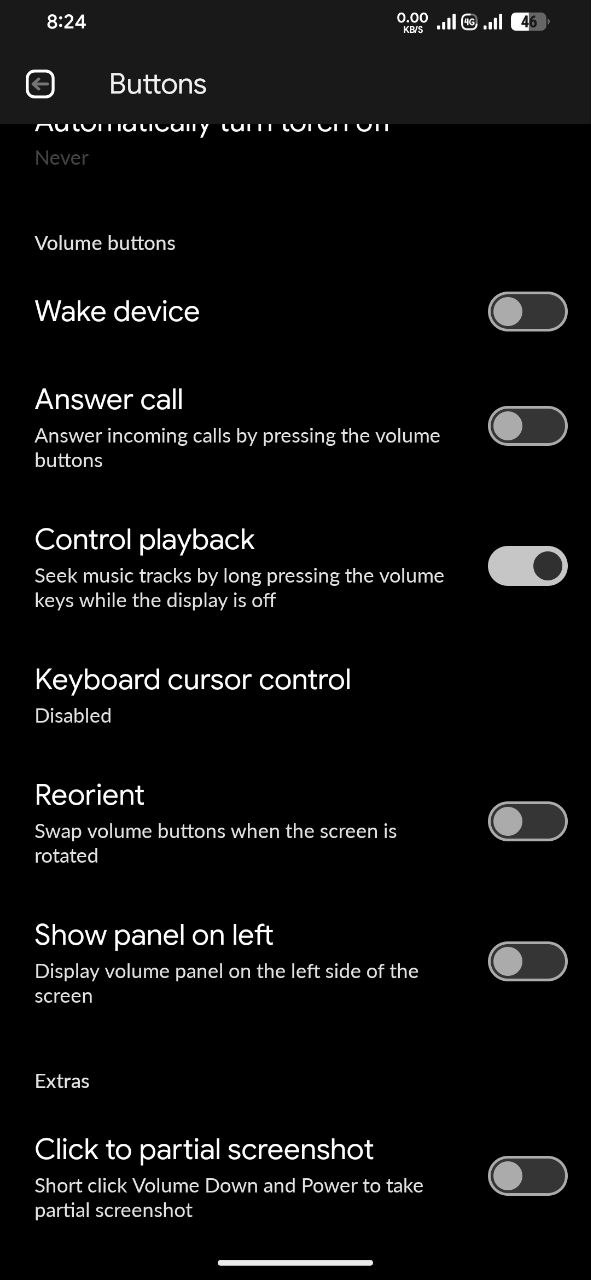 8:24
0.00
KB/S
4G
46
Buttons
Automatically turn torch off
Never
Volume buttons
Wake device
Answer call
Answer incoming calls by pressing the volume
buttons
Control playback
Seek music tracks by long pressing the volume
keys while the display is off
Keyboard cursor control
Disabled
Reorient
Swap volume buttons when the screen is
rotated
Show panel on left
Display volume panel on the left side of the
screen
Extras
Click to partial screenshot
Short click Volume Down and Power to take
partial screenshot